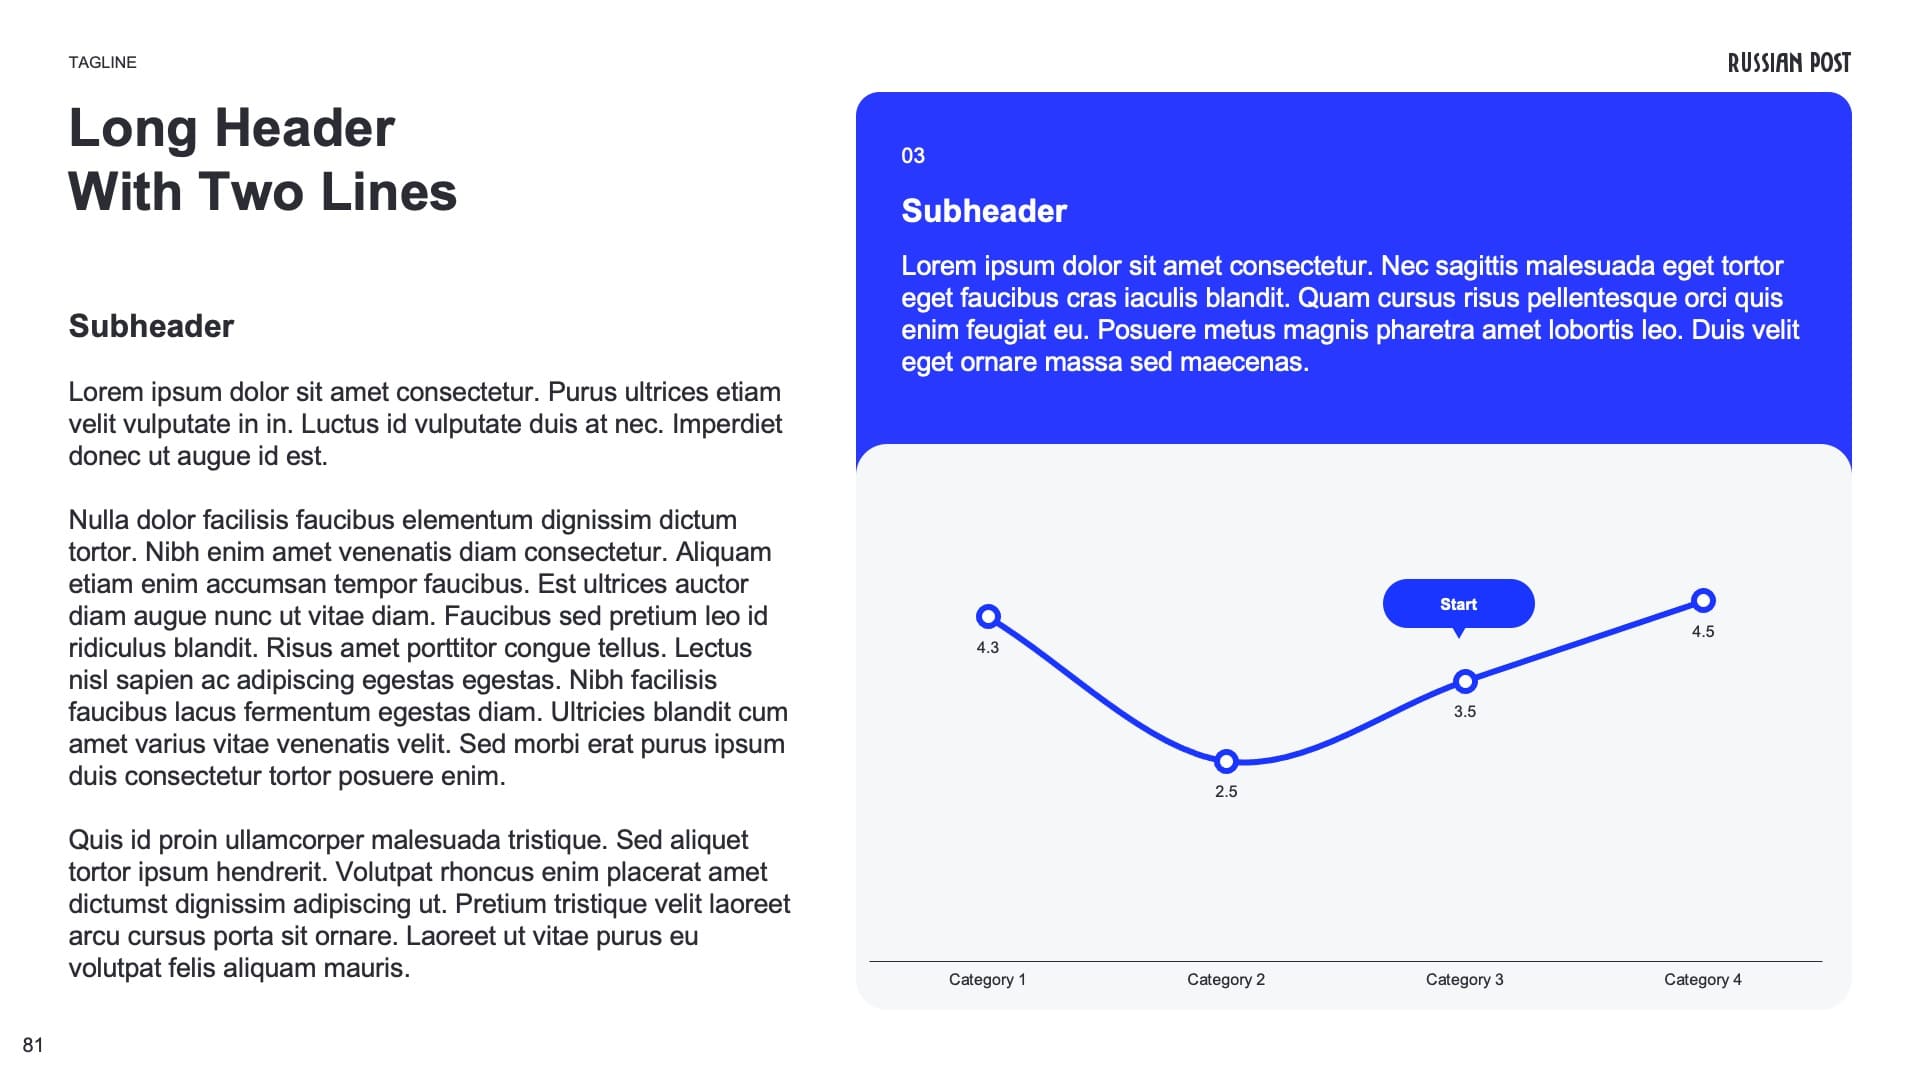 TAGLINE
RUSSIAN POST
Long Header
With Two Lines
Subheader
Lorem ipsum dolor sit amet consectetur. Purus ultrices etiam
velit vulputate in in. Luctus id vulputate duis at nec. Imperdiet
donec ut augue id est.
Nulla dolor facilisis faucibus elementum dignissim dictum
tortor. Nibh enim amet venenatis diam consectetur. Aliquam
etiam enim accumsan tempor faucibus. Est ultrices auctor
diam augue nunc ut vitae diam. Faucibus sed pretium leo id
ridiculus blandit. Risus amet porttitor congue tellus. Lectus
nisl sapien ac adipiscing egestas egestas. Nibh facilisis
faucibus lacus fermentum egestas diam. Ultricies blandit cum
amet varius vitae venenatis velit. Sed morbi erat purus ipsum
duis consectetur tortor posuere enim.
Quis id proin ullamcorper malesuada tristique. Sed aliquet
tortor ipsum hendrerit. Volutpat rhoncus enim placerat amet
dictumst dignissim adipiscing ut. Pretium tristique velit laoreet
arcu cursus porta sit ornare. Laoreet ut vitae purus eu
volutpat felis aliquam mauris.
03
Subheader
Lorem ipsum dolor sit amet consectetur. Nec sagittis malesuada eget tortor
eget faucibus cras iaculis blandit. Quam cursus risus pellentesque orci quis
enim feugiat eu. Posuere metus magnis pharetra amet lobortis leo. Duis velit
eget ornare massa sed maecenas.
Start
4.3
2.5
3.5
4.5
Category 1
Category 2
Category 3
Category 4
81